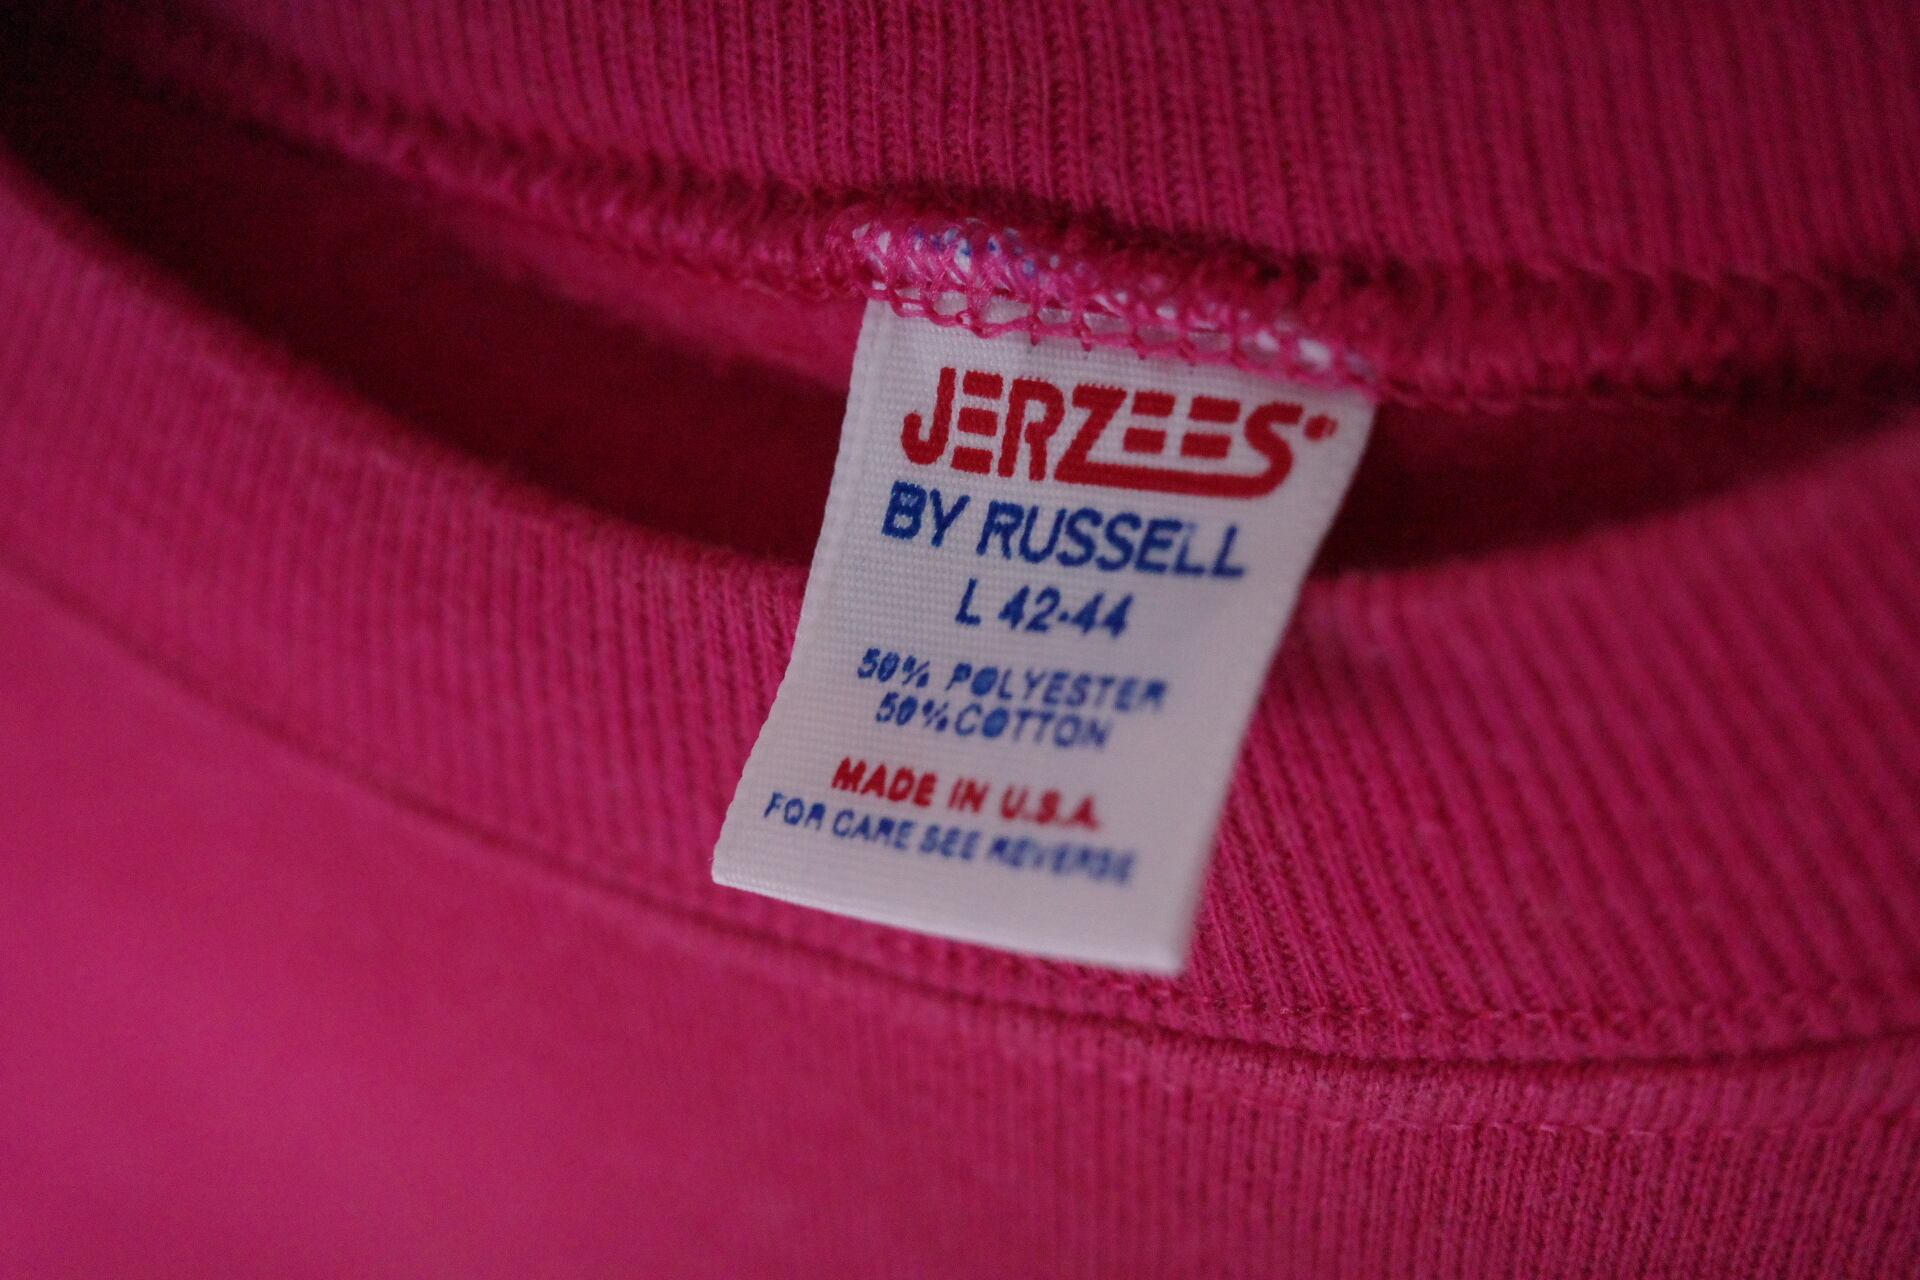 JERZEES
BY RUSSELL
L 42-44
50% POLYESTER
50% COTTON
MADE IN U.S.A.
FOR CARE SEE REVERSE